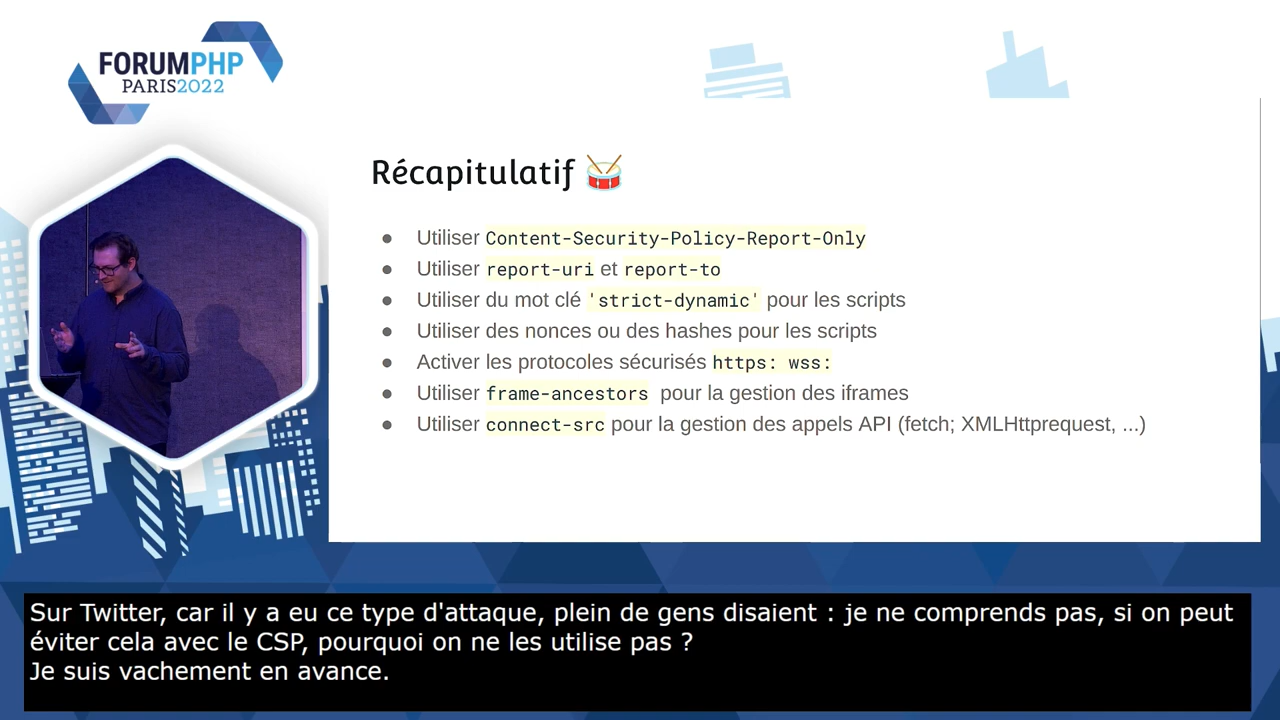 FORUMPHP
PARIS2022
Récapitulatif
● Utiliser Content-Security-Policy-Report-Only
● Utiliser report-uri et report-to
● Utiliser du mot clé 'strict-dynamic' pour les scripts
● Utiliser des nonces ou des hashes pour les scripts
● Activer les protocoles sécurisés https: wss:
● Utiliser frame-ancestors pour la gestion des iframes
● Utiliser connect-src pour la gestion des appels API (fetch; XMLHttprequest, ...)
Sur Twitter, car il y a eu ce type d'attaque, plein de gens disaient : je ne comprends pas, si on peut
éviter cela avec le CSP, pourquoi on ne les utilise pas ?
Je suis vachement en avance.